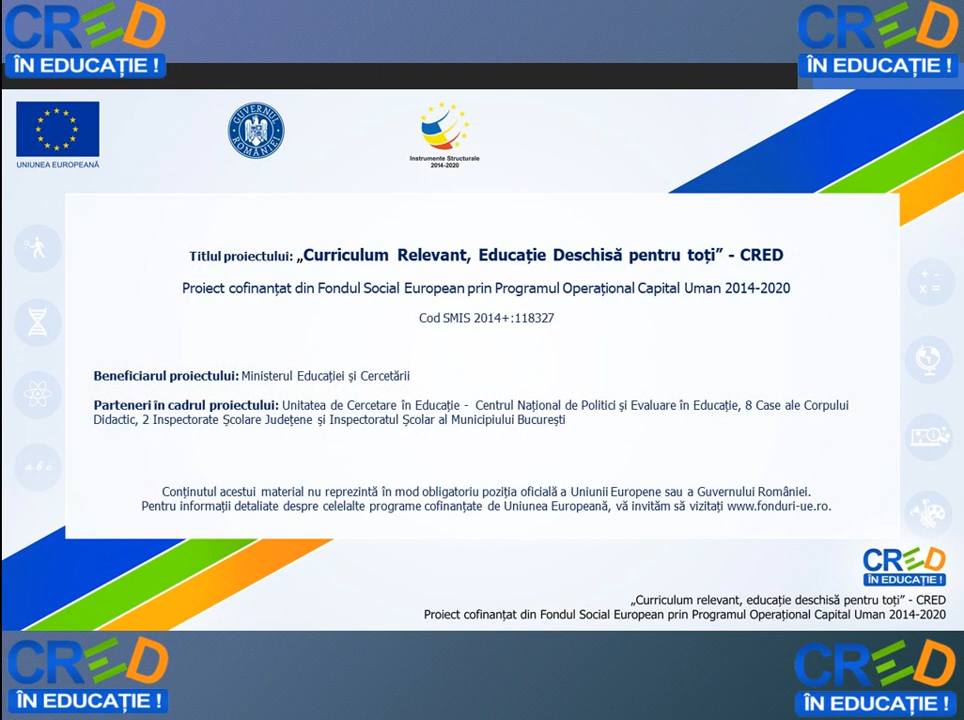 CRED
ÎN EDUCAȚIE !
CRED
ÎN EDUCAȚIE !
UNIUNEA EUROPEANĂ
GUVERNUL ROMÂNIEI
Instrumente Structurale
2014-2020
Titlul proiectului: „Curriculum Relevant, Educație Deschisă pentru toți” - CRED
Proiect cofinanțat din Fondul Social European prin Programul Operațional Capital Uman 2014-2020
Cod SMIS 2014+:118327
+ -
x =
Beneficiarul proiectului: Ministerul Educației și Cercetării
Parteneri în cadrul proiectului: Unitatea de Cercetare în Educație - Centrul Național de Politici și Evaluare în Educație, 8 Case ale Corpului
Didactic, 2 Inspectorate Școlare Județene și Inspectoratul Școlar al Municipiului București
a b c
Conținutul acestui material nu reprezintă în mod obligatoriu poziția oficială a Uniunii Europene sau a Guvernului României.
Pentru informații detaliate despre celelalte programe cofinanțate de Uniunea Europeană, vă invităm să vizitați www.fonduri-ue.ro.
CRED
ÎN EDUCAȚIE !
„Curriculum relevant, educație deschisă pentru toți” - CRED
Proiect cofinanțat din Fondul Social European prin Programul Operațional Capital Uman 2014-2020
CRED
ÎN EDUCAȚIE !
CRED
ÎN EDUCAȚIE !